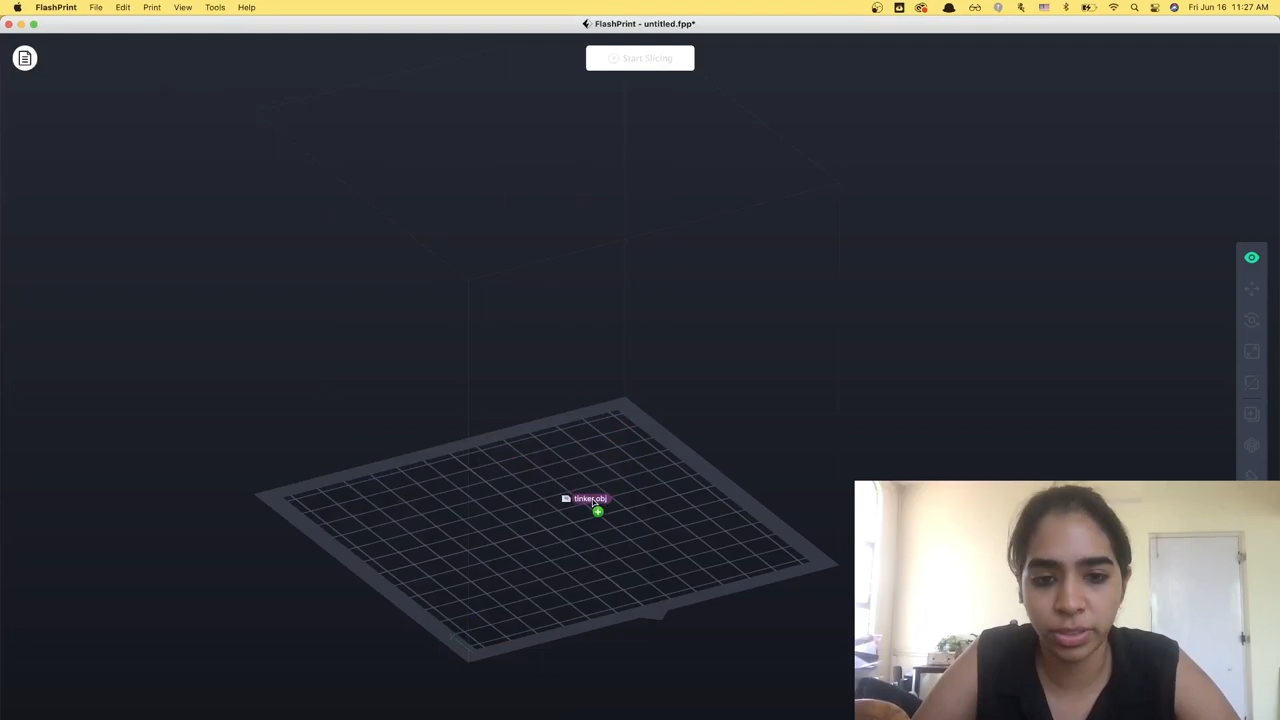 FlashPrint File Edit Print View Tools Help
Fri Jun 16 11:27 AM
FlashPrint - untitled.fpp*
Start Slicing
tinker.obj